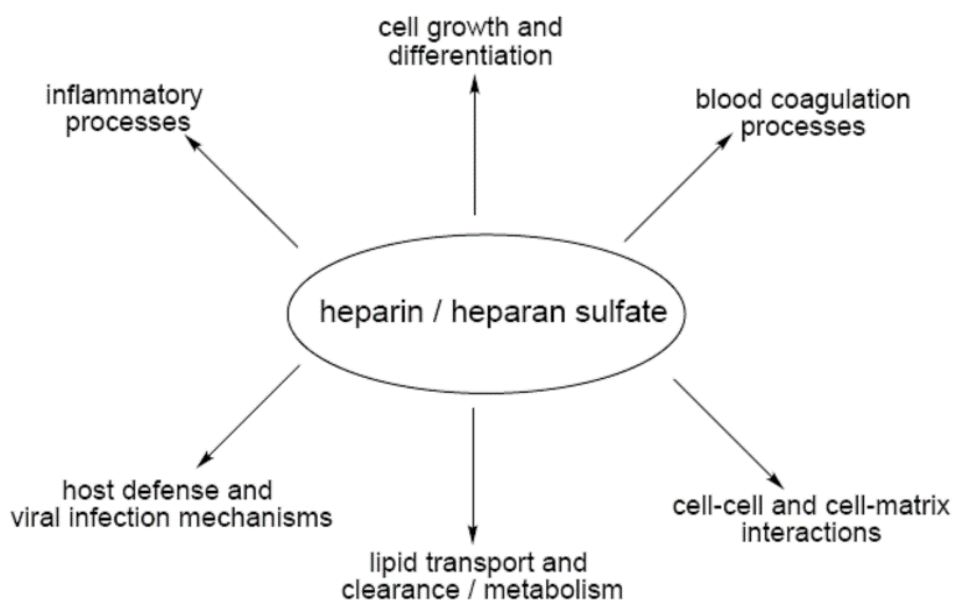 cell growth and
differentiation
inflammatory
processes
blood coagulation
processes
heparin / heparan sulfate
host defense and
viral infection mechanisms
cell-cell and cell-matrix
interactions
lipid transport and
clearance / metabolism